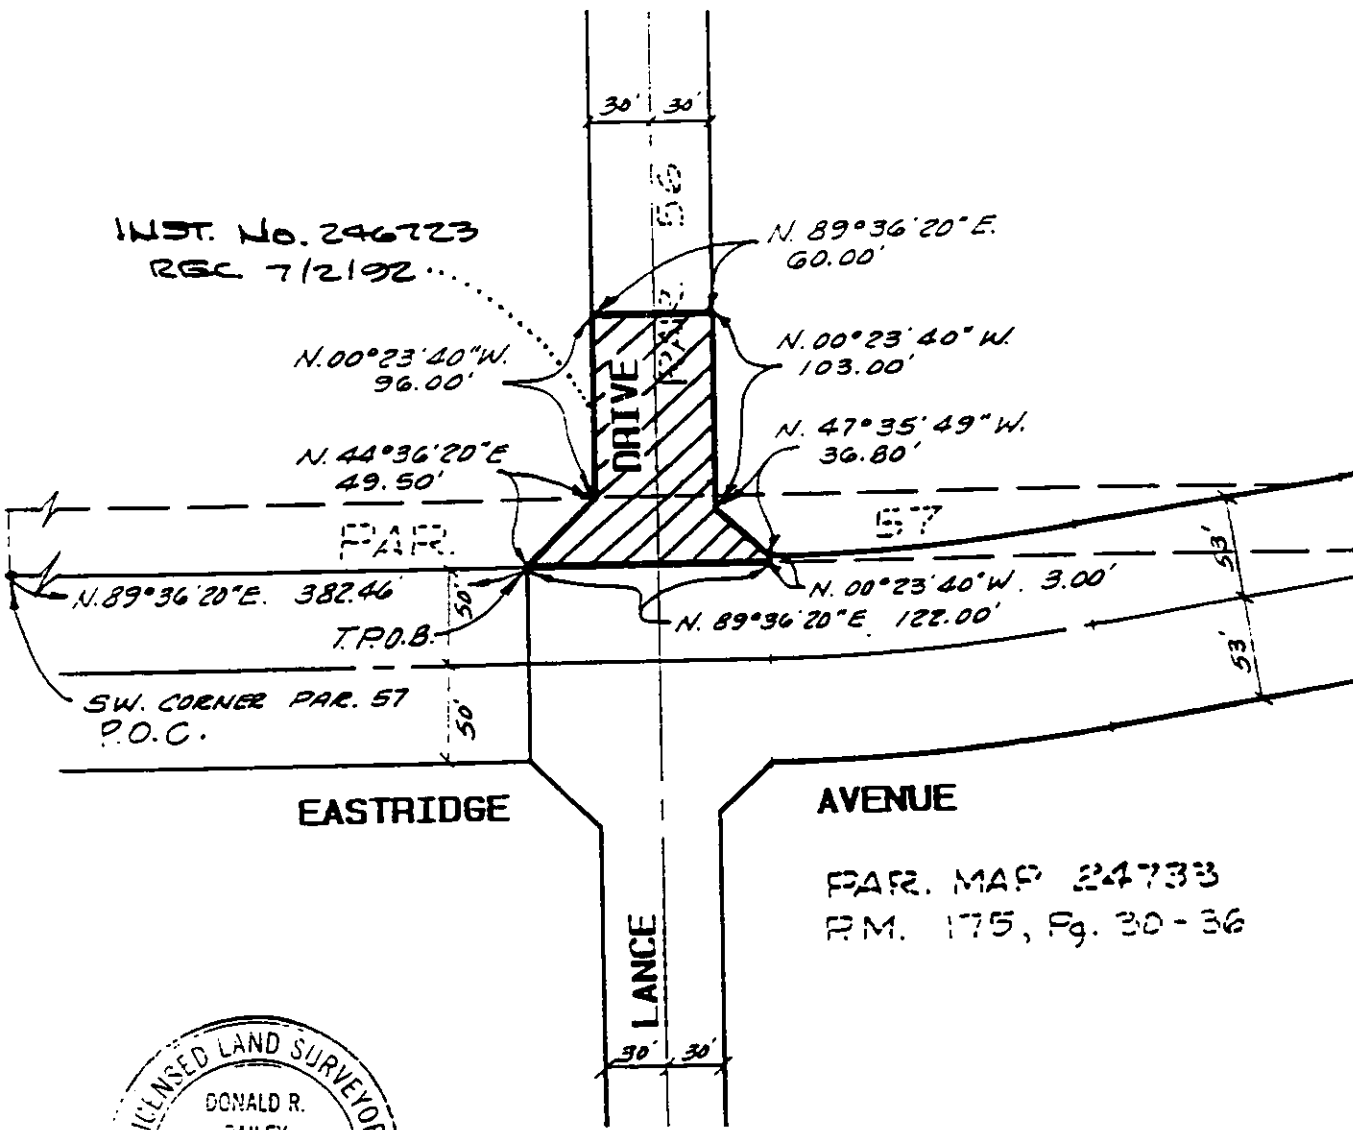 30' 30'
PAR. 56
INST. No. 246723
REC 7/2/92
N. 89°36'20" E.
60.00'
N. 00°23'40" W.
96.00'
N. 00°23'40" W.
103.00'
DRIVE
N. 47°35'49" W.
36.80'
N. 44°36'20" E
49.50'
PAR. 57
N. 89°36'20" E. 382.46'
50'
N. 00°23'40" W. 3.00'
N. 89°36'20" E. 122.00'
T.P.O.B.
53'
53'
SW. CORNER PAR. 57
P.O.C.
50'
EASTRIDGE AVENUE
PAR. MAP 24733
P.M. 175, Pg. 30-36
LANCE
30' 30'
LICENSED LAND SURVEYOR
DONALD R.